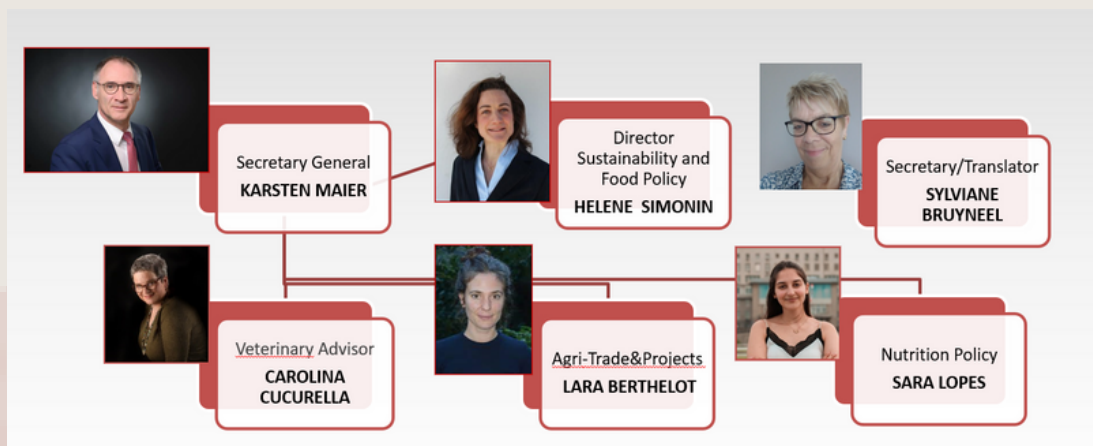 Secretary General
KARSTEN MAIER
Director
Sustainability and
Food Policy
HELENE SIMONIN
Secretary/Translator
SYLVIANE
BRUYNEEL
Veterinary Advisor
CAROLINA
CUCURELLA
Agri-Trade&Projects
LARA BERTHELOT
Nutrition Policy
SARA LOPES